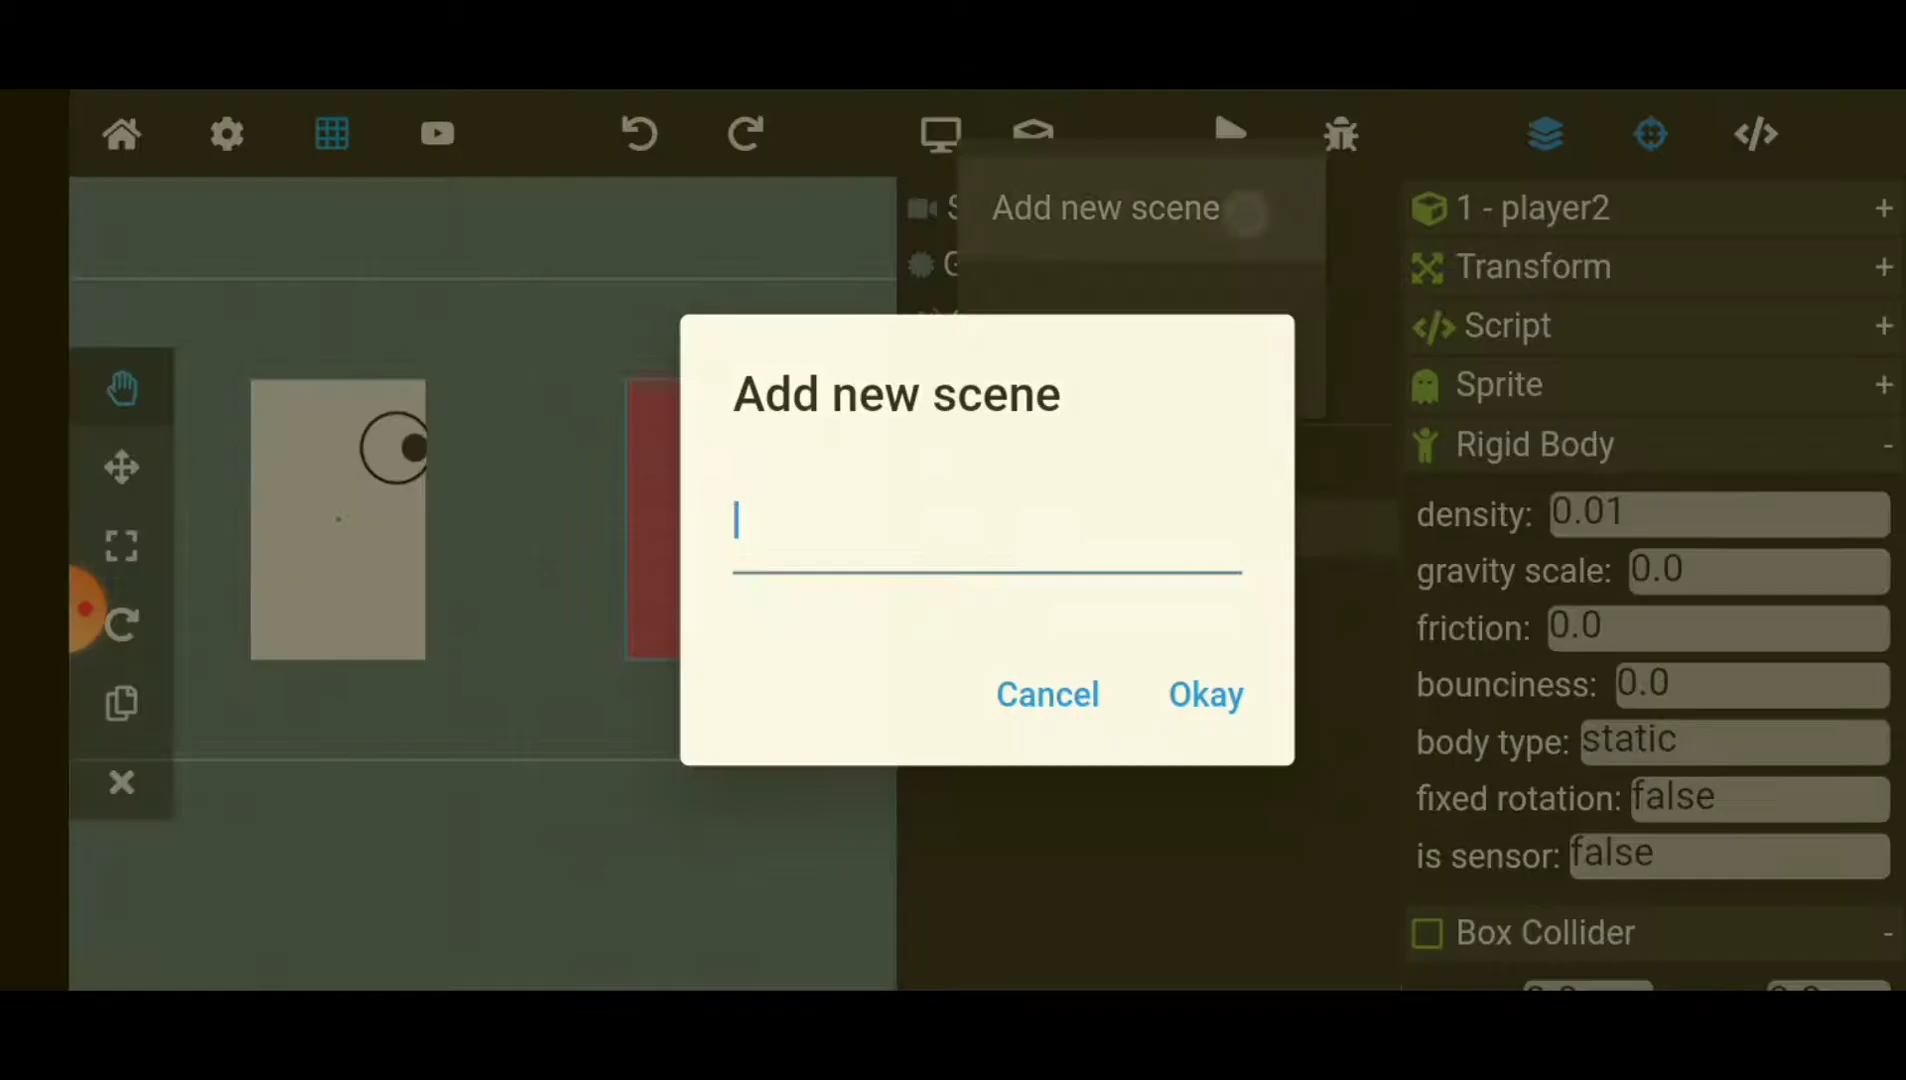 Add new scene
S
G
Add new scene
Cancel
Okay
1 - player2 +
Transform +
</> Script +
Sprite +
Rigid Body -
density: 0.01
gravity scale: 0.0
friction: 0.0
bounciness: 0.0
body type: static
fixed rotation: false
is sensor: false
Box Collider -